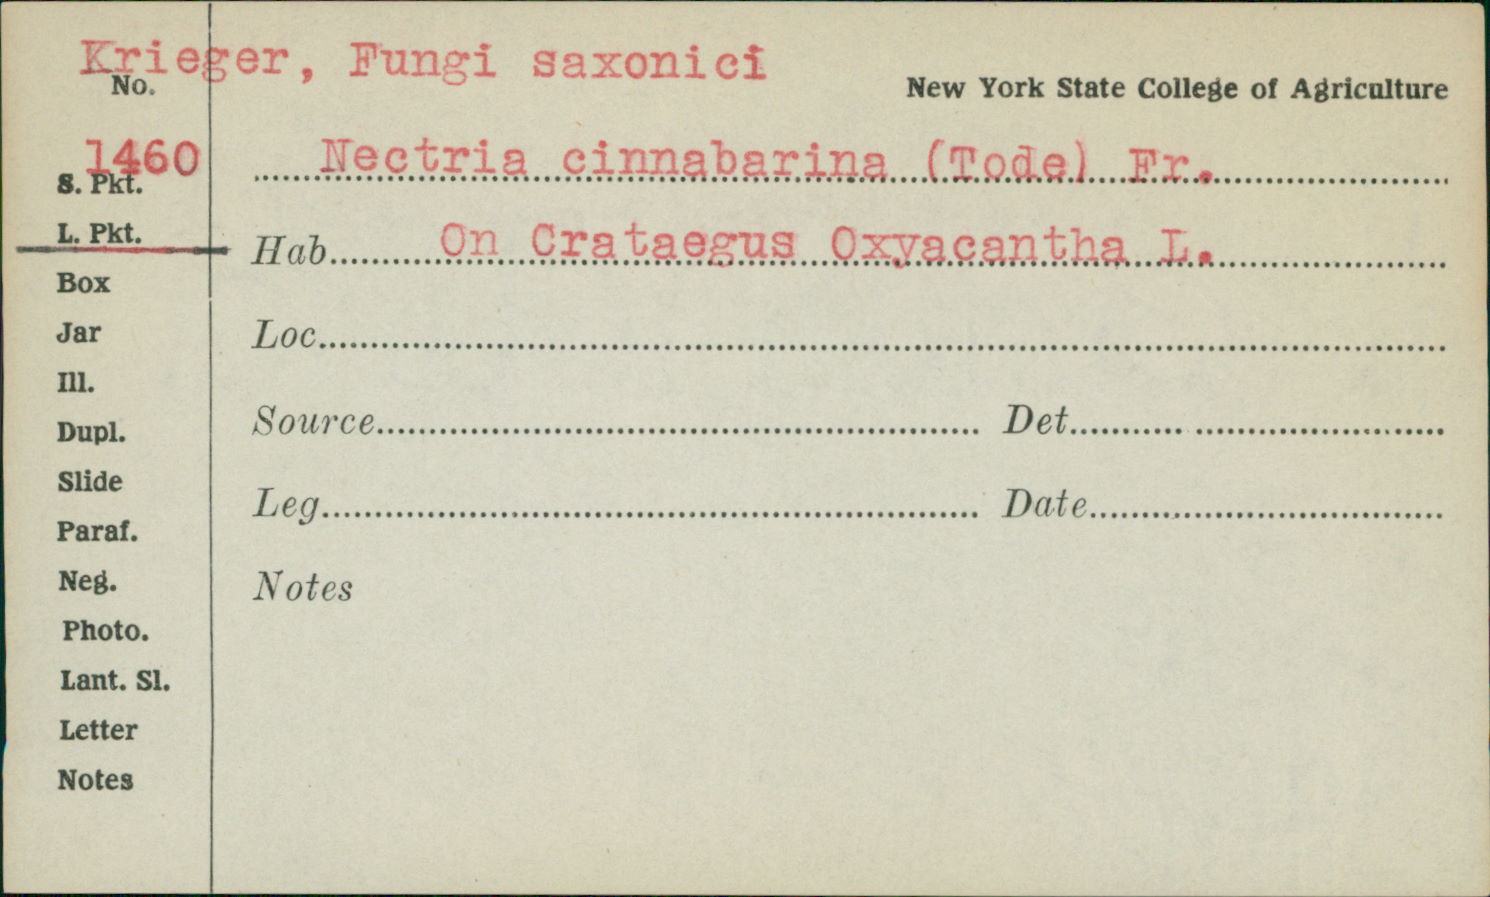 Krieger, Fungi saxonici
No.
New York State College of Agriculture
1460
Nectria cinnabarina (Tode) Fr.
S. Pkt.
L. Pkt.
Hab. On Crataegus Oxyacantha L.
Box
Jar
Loc.
Ill.
Dupl.
Source
Det.
Slide
Leg.
Date
Paraf.
Neg.
Notes
Photo.
Lant. Sl.
Letter
Notes